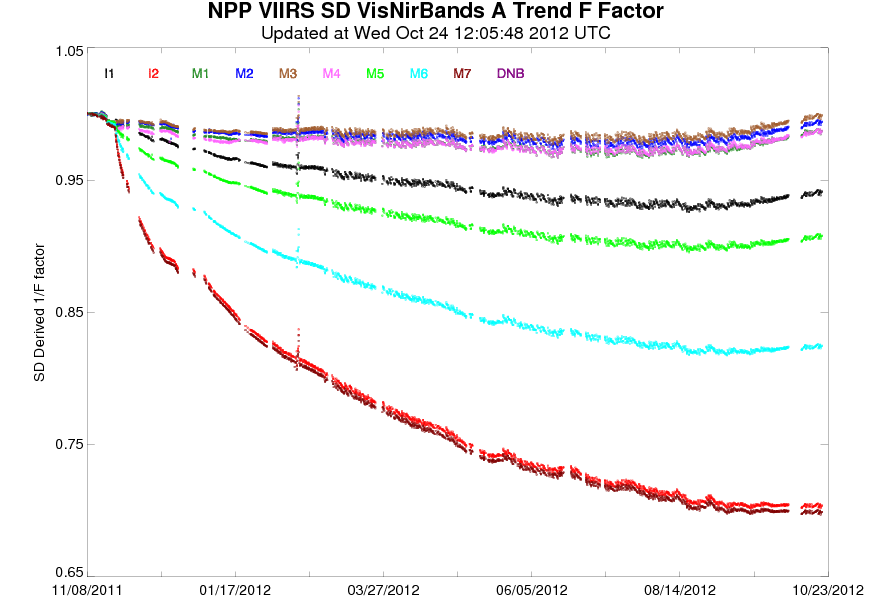 NPP VIIRS SD VisNirBands A Trend F Factor
Updated at Wed Oct 24 12:05:48 2012 UTC
1.05
I1 I2 M1 M2 M3 M4 M5 M6 M7 DNB
1.00
0.95
SD Derived 1/F factor
0.85
0.75
0.65
11/08/2011 01/17/2012 03/27/2012 06/05/2012 08/14/2012 10/23/2012